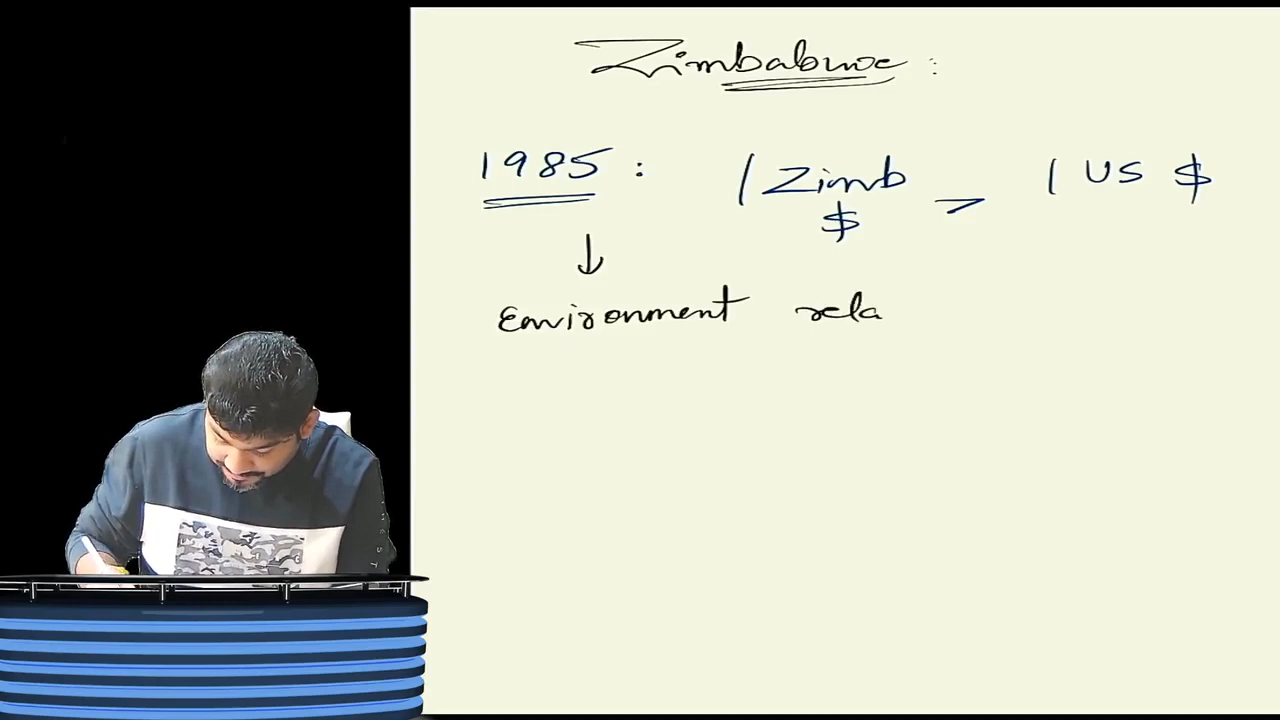 Zimbabwe :
1985 : 1 Zimb $ > 1 US $
↓
Environment rela